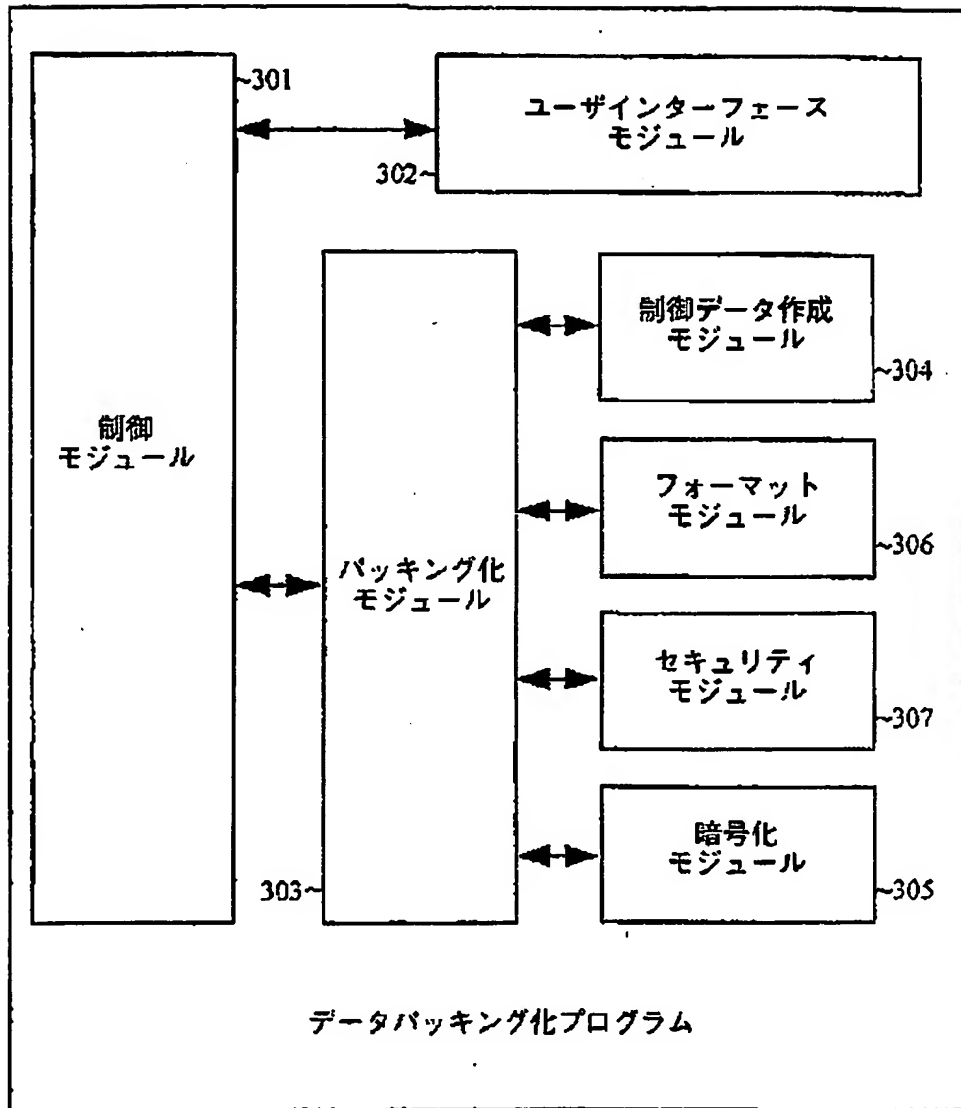 ~301
ユーザインターフェース
モジュール
302~
制御
モジュール
パッキング化
モジュール
303~
制御データ作成
モジュール
~304
フォーマット
モジュール
~306
セキュリティ
モジュール
~307
暗号化
モジュール
~305
データパッキング化プログラム